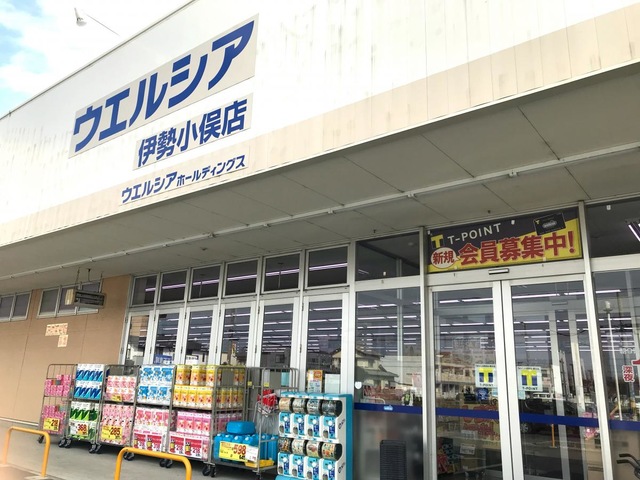 ウエルシア
伊勢小俣店
ウエルシアホールディングス
T-POINT
新規
会員募集中!